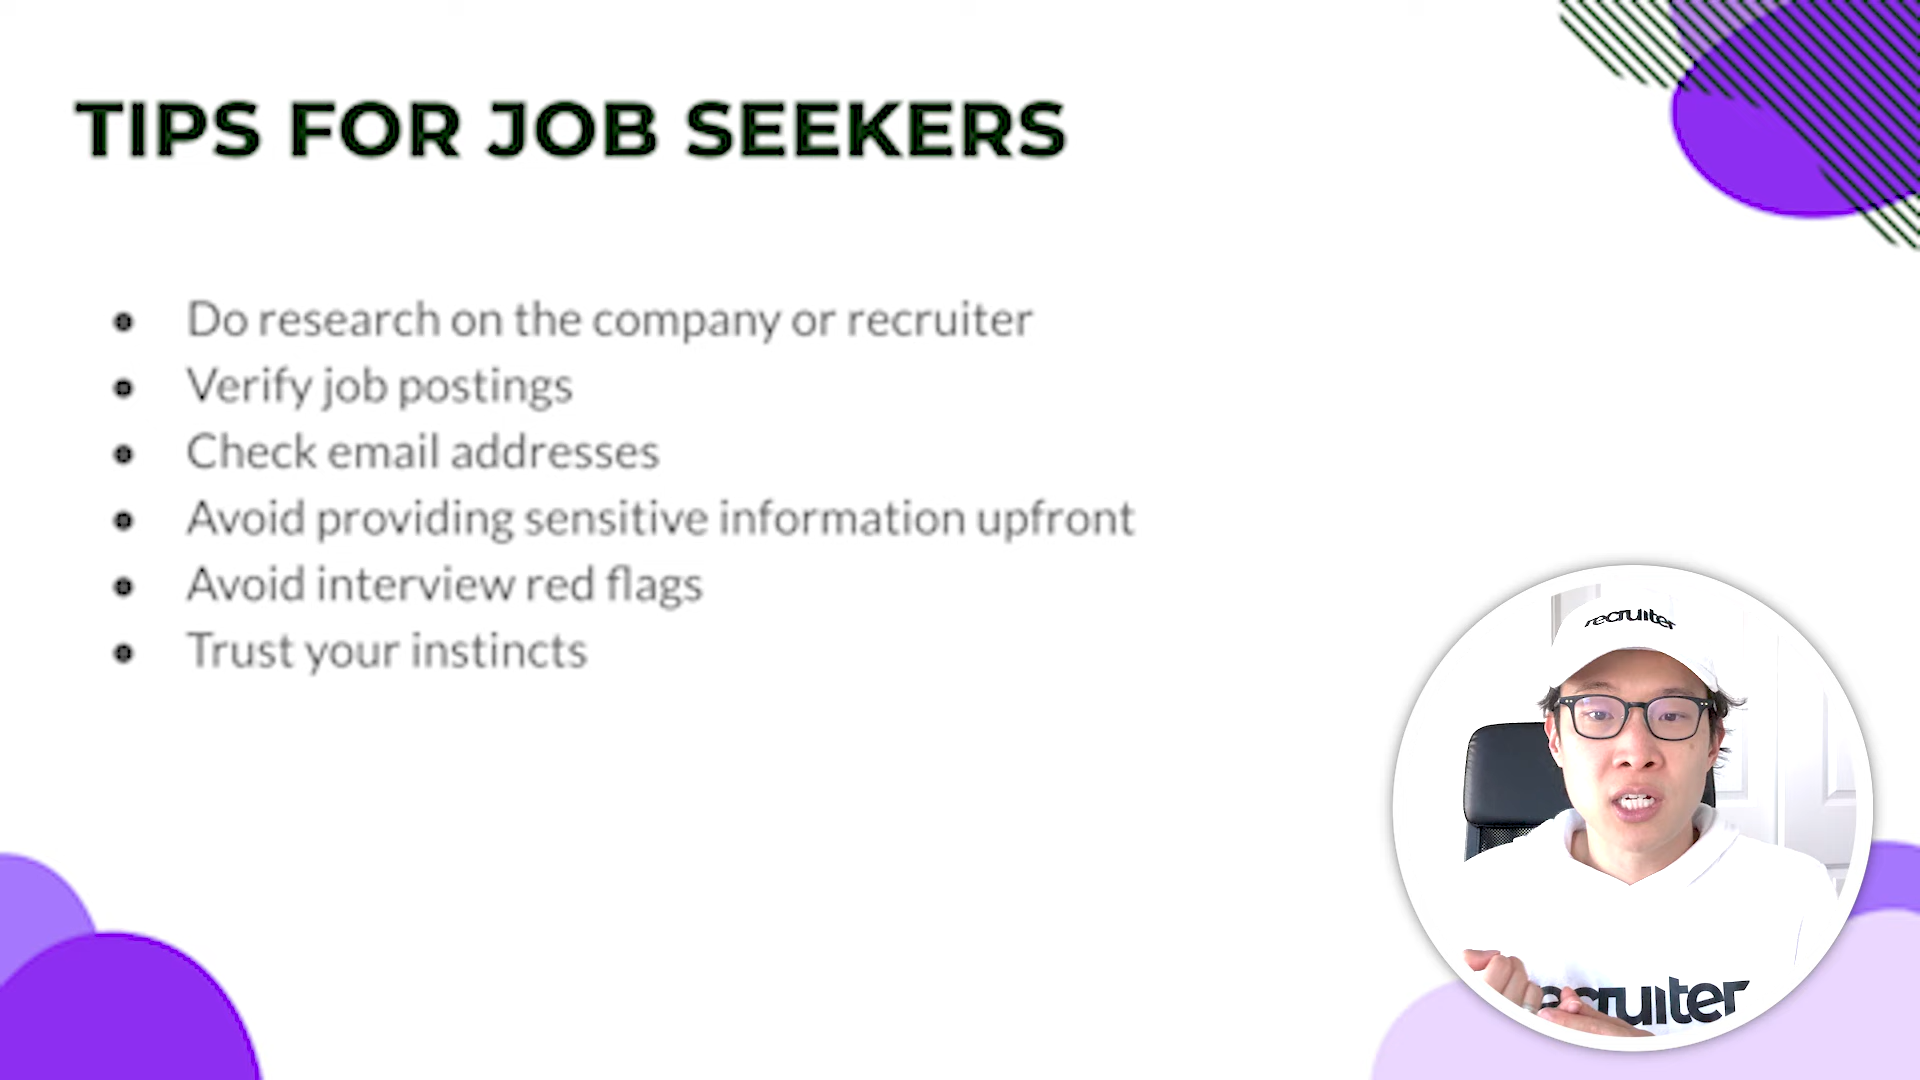 TIPS FOR JOB SEEKERS
• Do research on the company or recruiter
• Verify job postings
• Check email addresses
• Avoid providing sensitive information upfront
• Avoid interview red flags
• Trust your instincts
recruiter
recruiter